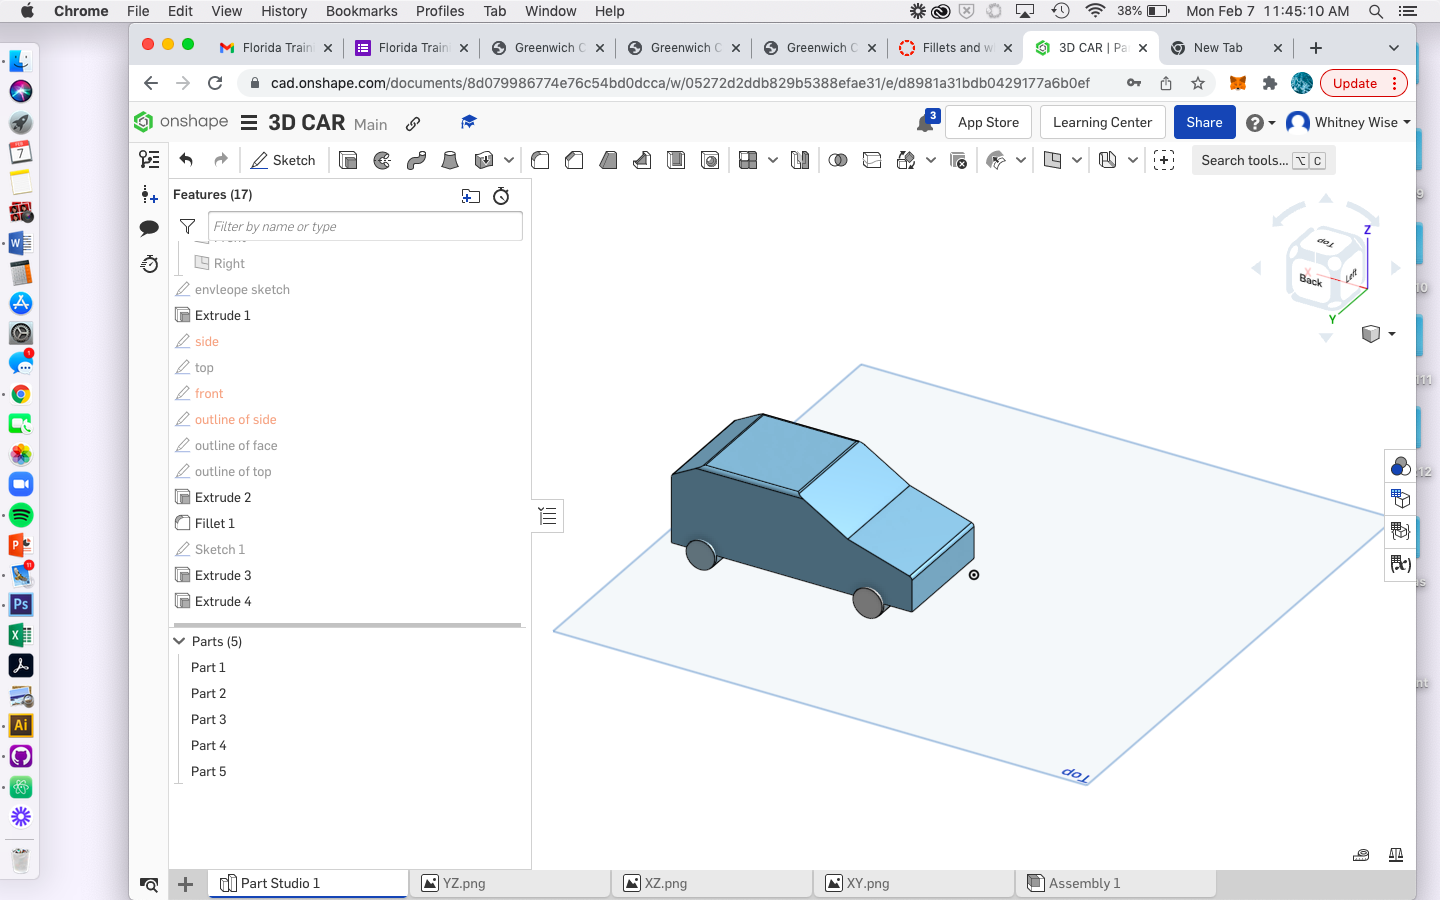 Chrome File Edit View History Bookmarks Profiles Tab Window Help 38% Mon Feb 7 11:45:10 AM
Florida Train Florida Train Greenwich C Greenwich C Greenwich C Fillets and w 3D CAR | Pa New Tab
cad.onshape.com/documents/8d079986774e76c54bd0dcca/w/05272d2ddb829b5388efae31/e/d8981a31bdb0429177a6b0ef Update
onshape 3D CAR Main 3 App Store Learning Center Share Whitney Wise
Sketch Search tools... ⌥ C
Features (17)
Filter by name or type
Right
envleope sketch
Extrude 1
side
top
front
outline of side
outline of face
outline of top
Extrude 2
Fillet 1
Sketch 1
Extrude 3
Extrude 4
Parts (5)
Part 1
Part 2
Part 3
Part 4
Part 5
Top
Z
X
Back
Left
Y
Top
Part Studio 1 YZ.png XZ.png XY.png Assembly 1